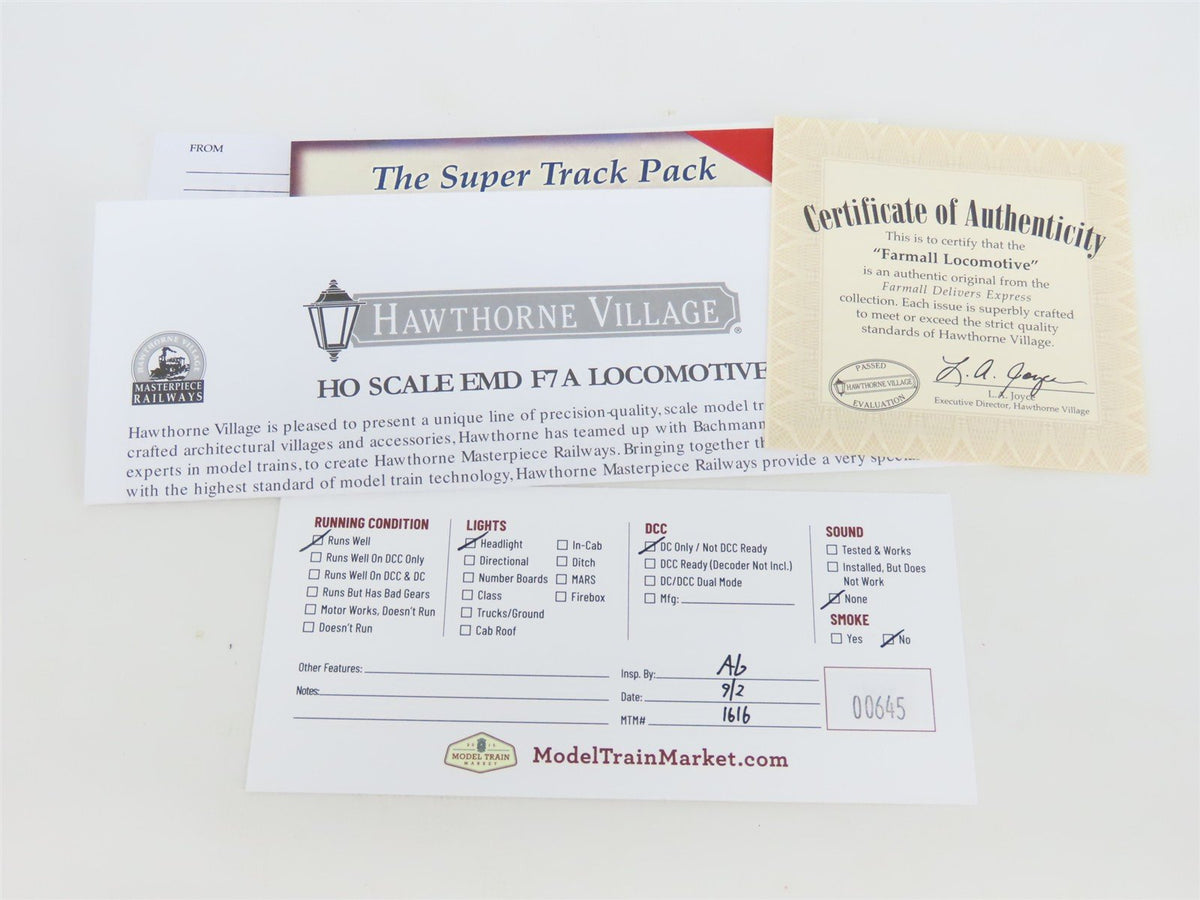 FROM
The Super Track Pack
HAWTHORNE VILLAGE®
HAWTHORNE VILLAGE
MASTERPIECE
RAILWAYS
HO SCALE EMD F7A LOCOMOTIVE
Hawthorne Village is pleased to present a unique line of precision-quality, scale model tr
crafted architectural villages and accessories, Hawthorne has teamed up with Bachmann
experts in model trains, to create Hawthorne Masterpiece Railways. Bringing together th
with the highest standard of model train technology, Hawthorne Masterpiece Railways provide a very
Certificate of Authenticity
This is to certify that the
"Farmall Locomotive"
is an authentic original from the
Farmall Delivers Express
collection. Each issue is superbly crafted
to meet or exceed the strict quality
standards of Hawthorne Village.
PASSED
HAWTHORNE VILLAGE
EVALUATION
L. A. Joyce
L.A. Joyce
Executive Director, Hawthorne Village
RUNNING CONDITION
Runs Well
Runs Well On DCC Only
Runs Well On DCC & DC
Runs But Has Bad Gears
Motor Works, Doesn't Run
Doesn't Run
LIGHTS
Headlight
Directional
Number Boards
Class
Trucks/Ground
Cab Roof
In-Cab
Ditch
MARS
Firebox
DCC
DC Only / Not DCC Ready
DCC Ready (Decoder Not Incl.)
DC/DCC Dual Mode
Mfg:
SOUND
Tested & Works
Installed, But Does
Not Work
None
SMOKE
Yes No
Other Features:
Notes:
Insp. By: Ab
Date: 9/2
MTM# 1616
00645
MODEL TRAIN
MARKET
ModelTrainMarket.com